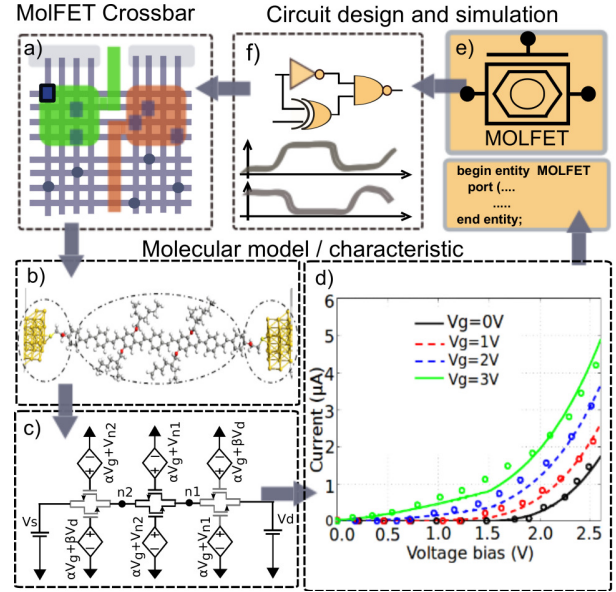 MolFET Crossbar
Circuit design and simulation
a)
f)
e)
MOLFET
begin entity MOLFET
port (....
.....
end entity;
Molecular model / characteristic
b)
d)
6
5
4
3
2
1
0
Current (µA)
Vg=0V
Vg=1V
Vg=2V
Vg=3V
0.0 0.5 1.0 1.5 2.0 2.5
Voltage bias (V)
c)
αVg+Vn2
αVg+Vn1
αVg+βVd
+
-
-
+
+
-
n2
n1
Vs
Vd
αVg+βVd
αVg+Vn2
αVg+Vn1